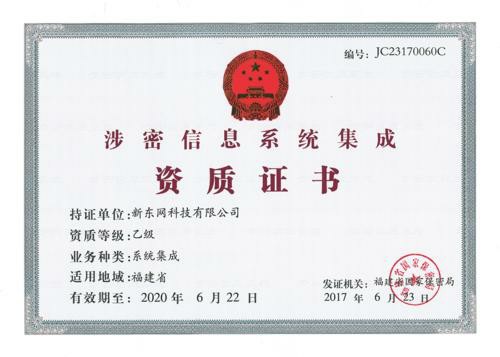 编号：JC23170060C
涉密信息系统集成
资质证书
持证单位：新东网科技有限公司
资质等级：乙级
业务种类：系统集成
适用地域：福建省
有效期至：2020 年 6 月 22 日
发证机关：福建省国家保密局
2017 年 6 月 23 日